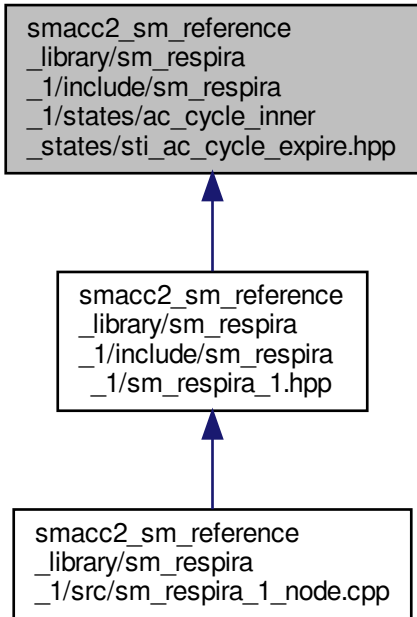 smacc2_sm_reference
_library/sm_respira
_1/include/sm_respira
_1/states/ac_cycle_inner
_states/sti_ac_cycle_expire.hpp
smacc2_sm_reference
_library/sm_respira
_1/include/sm_respira
_1/sm_respira_1.hpp
smacc2_sm_reference
_library/sm_respira
_1/src/sm_respira_1_node.cpp